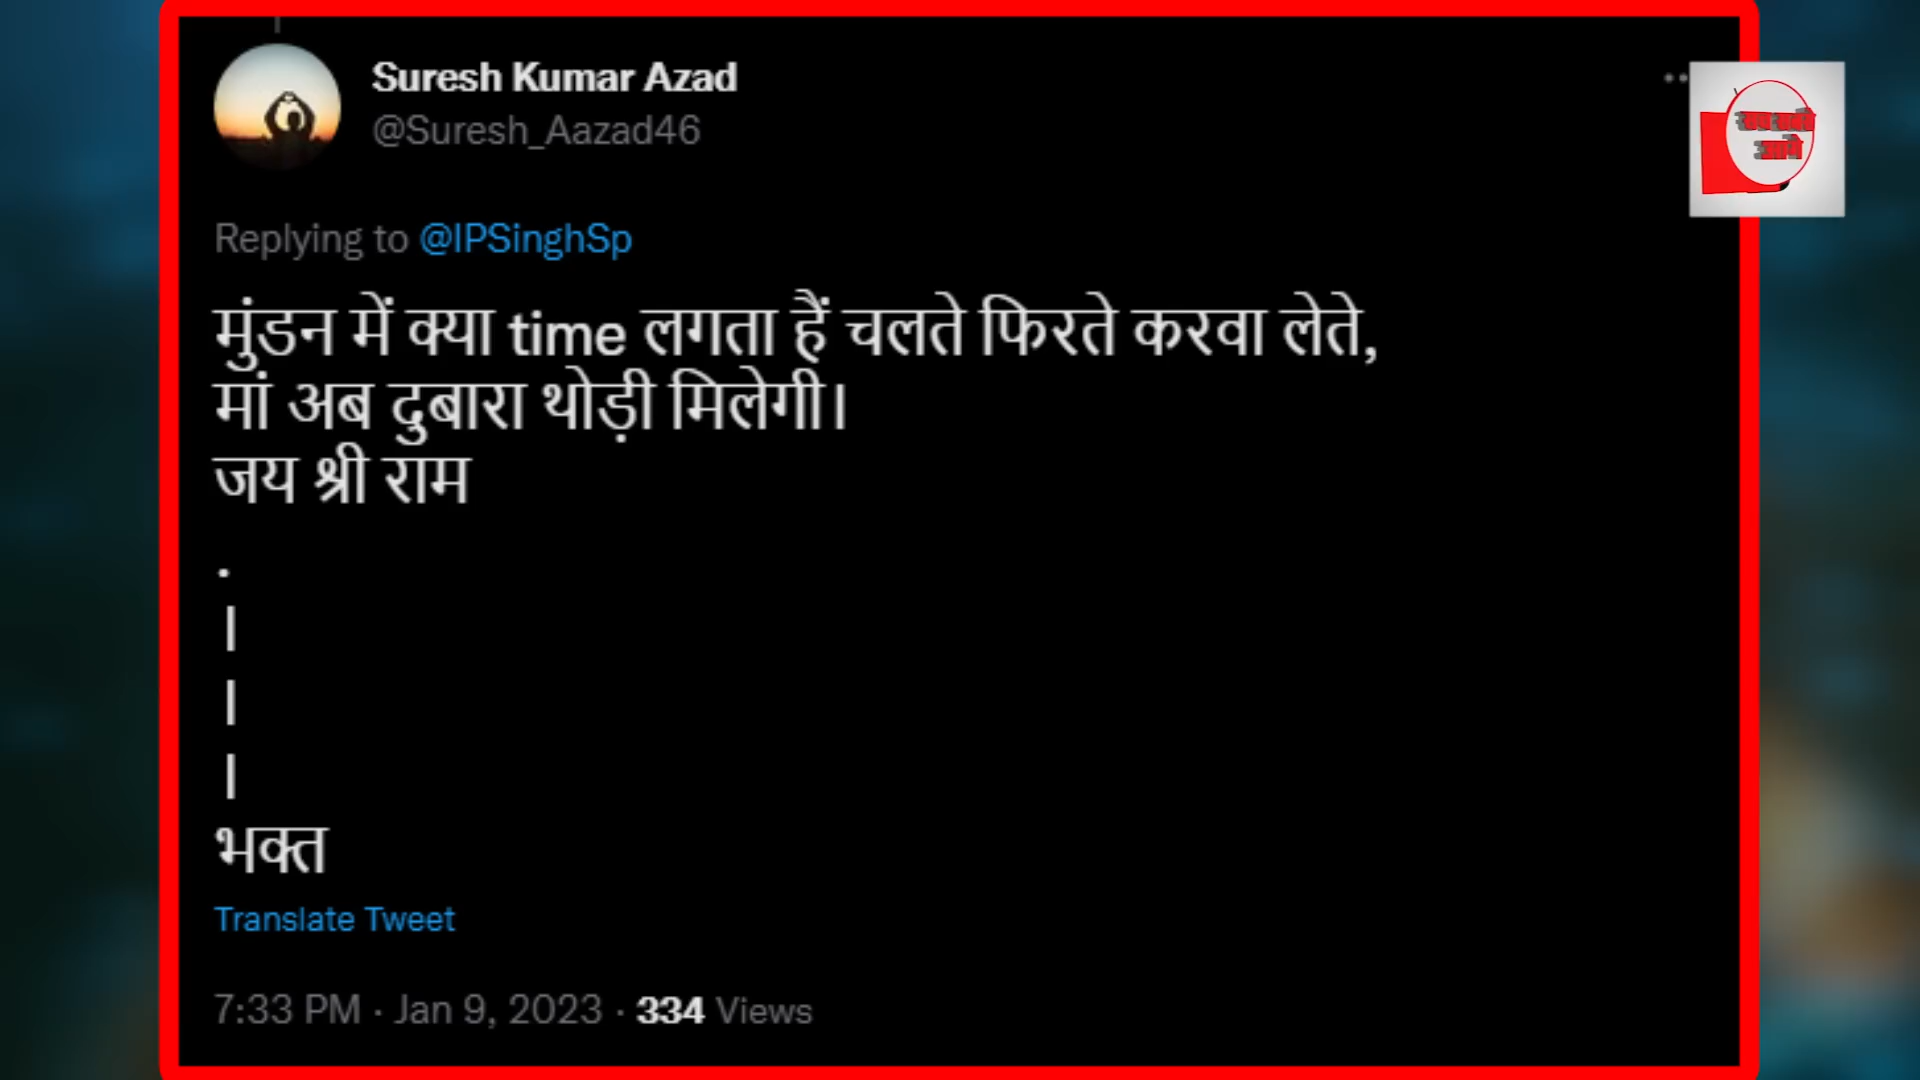 Suresh Kumar Azad
@Suresh_Aazad46
Replying to @IPSinghSp
मुंडन में क्या time लगता हैं चलते फिरते करवा लेते,
मां अब दुबारा थोड़ी मिलेगी।
जय श्री राम
.
|
|
|
भक्त
Translate Tweet
7:33 PM · Jan 9, 2023 · 334 Views